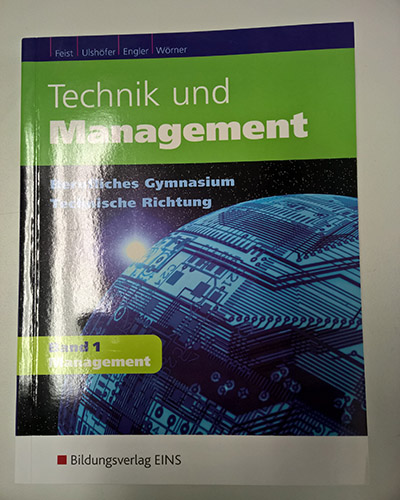 Feist | Ulshöfer | Engler | Wörner
Technik und
Management
Berufliches Gymnasium
Technische Richtung
Band 1
Management
Bildungsverlag EINS